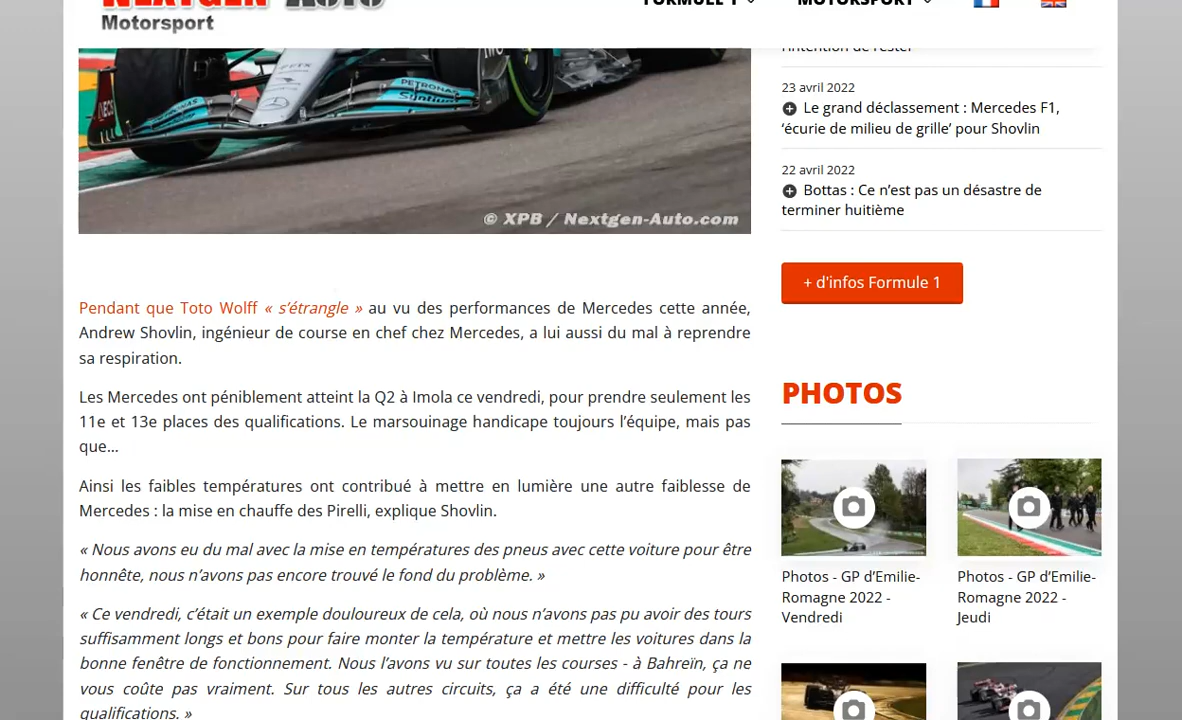 NEXTGEN AUTO
Motorsport
FORMULE 1
MOTORSPORT
PETRONAS
Syntium
INEOS
© XPB / Nextgen-Auto.com
Pendant que Toto Wolff « s’étrangle » au vu des performances de Mercedes cette année,
Andrew Shovlin, ingénieur de course en chef chez Mercedes, a lui aussi du mal à reprendre
sa respiration.
Les Mercedes ont péniblement atteint la Q2 à Imola ce vendredi, pour prendre seulement les
11e et 13e places des qualifications. Le marsouinage handicape toujours l’équipe, mais pas
que…
Ainsi les faibles températures ont contribué à mettre en lumière une autre faiblesse de
Mercedes : la mise en chauffe des Pirelli, explique Shovlin.
« Nous avons eu du mal avec la mise en températures des pneus avec cette voiture pour être
honnête, nous n’avons pas encore trouvé le fond du problème. »
« Ce vendredi, c’était un exemple douloureux de cela, où nous n’avons pas pu avoir des tours
suffisamment longs et bons pour faire monter la température et mettre les voitures dans la
bonne fenêtre de fonctionnement. Nous l’avons vu sur toutes les courses - à Bahreïn, ça ne
vous coûte pas vraiment. Sur tous les autres circuits, ça a été une difficulté pour les
qualifications. »
l’intention de rester
23 avril 2022
Le grand déclassement : Mercedes F1,
‘écurie de milieu de grille’ pour Shovlin
22 avril 2022
Bottas : Ce n’est pas un désastre de
terminer huitième
+ d'infos Formule 1
PHOTOS
Photos - GP d’Emilie-
Romagne 2022 -
Vendredi
Photos - GP d’Emilie-
Romagne 2022 -
Jeudi